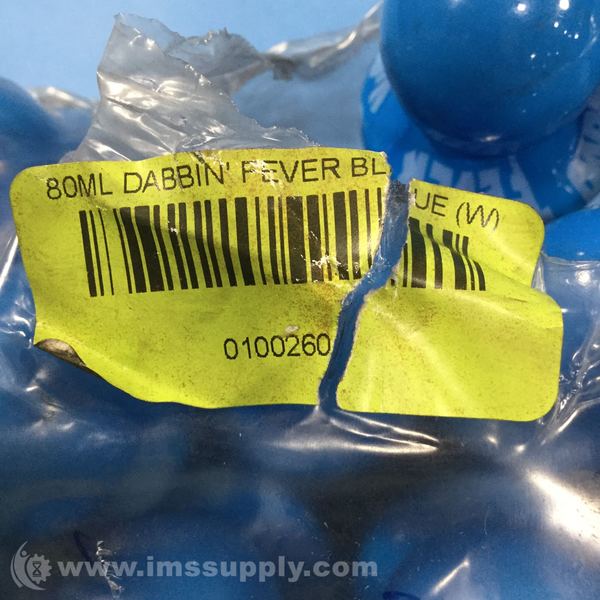 80ML DABBIN' FEVER BLUE (W)
0100260
www.imssupply.com